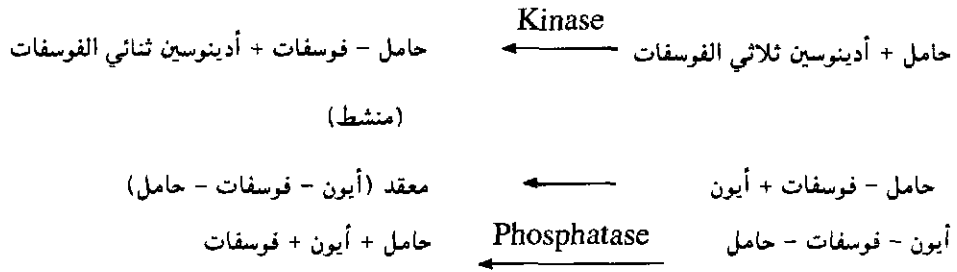 حامل + أدينوسين ثلاثي الفوسفات ← Kinase حامل – فوسفات + أدينوسين ثنائي الفوسفات
(منشط)
حامل – فوسفات + أيون ← معقد (أيون – فوسفات – حامل)
أيون – فوسفات – حامل ← Phosphatase حامل + أيون + فوسفات